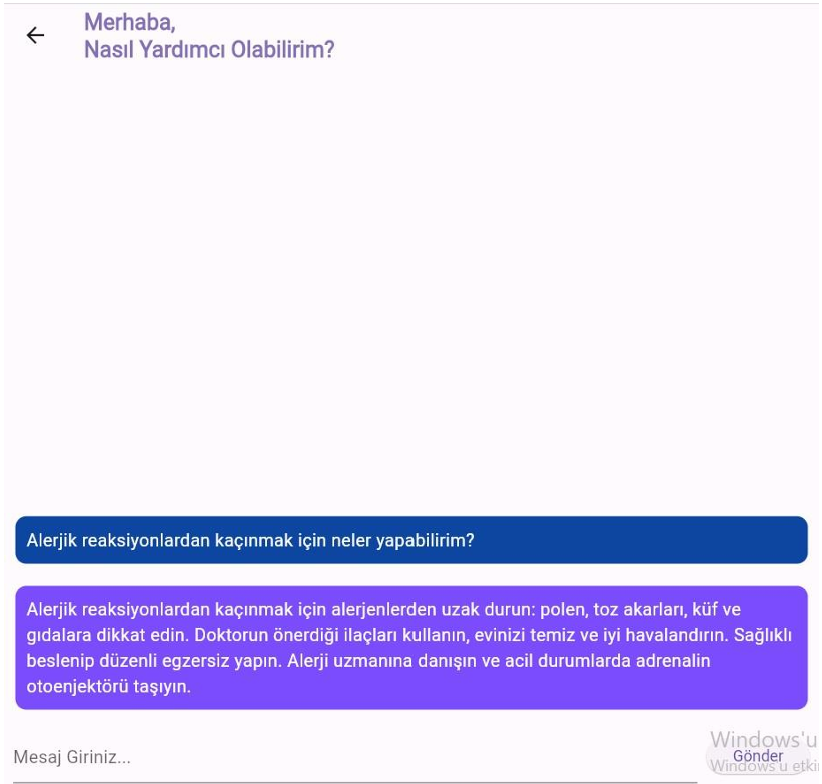 Merhaba,
Nasıl Yardımcı Olabilirim?
Alerjik reaksiyonlardan kaçınmak için neler yapabilirim?
Alerjik reaksiyonlardan kaçınmak için alerjenlerden uzak durun: polen, toz akarları, küf ve
gıdalara dikkat edin. Doktorun önerdiği ilaçları kullanın, evinizi temiz ve iyi havalandırın. Sağlıklı
beslenip düzenli egzersiz yapın. Alerji uzmanına danışın ve acil durumlarda adrenalin
otoenjektörü taşıyın.
Windows'u
Mesaj Giriniz...
Gönder
Windows'u etki